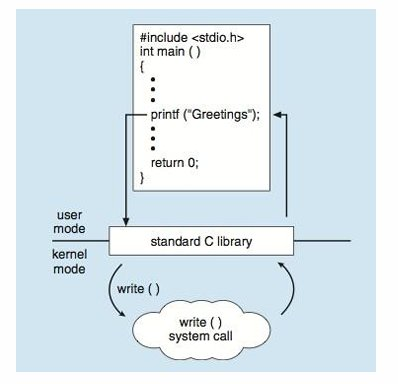 #include <stdio.h>
int main ( )
{
•
•
•
printf ("Greetings");
•
•
•
return 0;
}
user
mode
standard C library
kernel
mode
write ( )
write ( )
system call